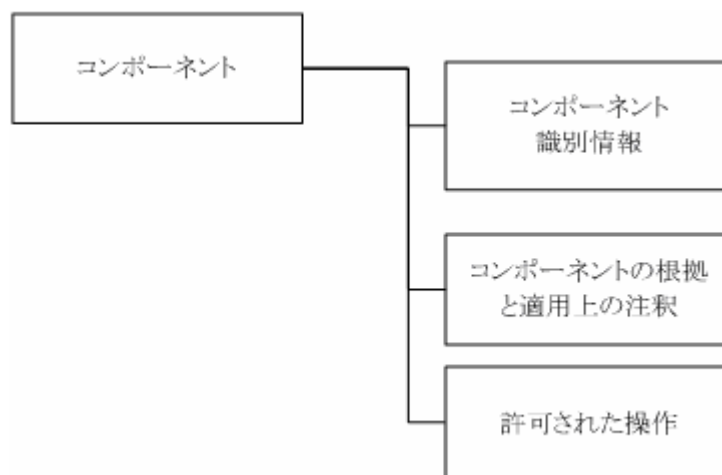 コンポーネント
コンポーネント
識別情報
コンポーネントの根拠
と適用上の注釈
許可された操作